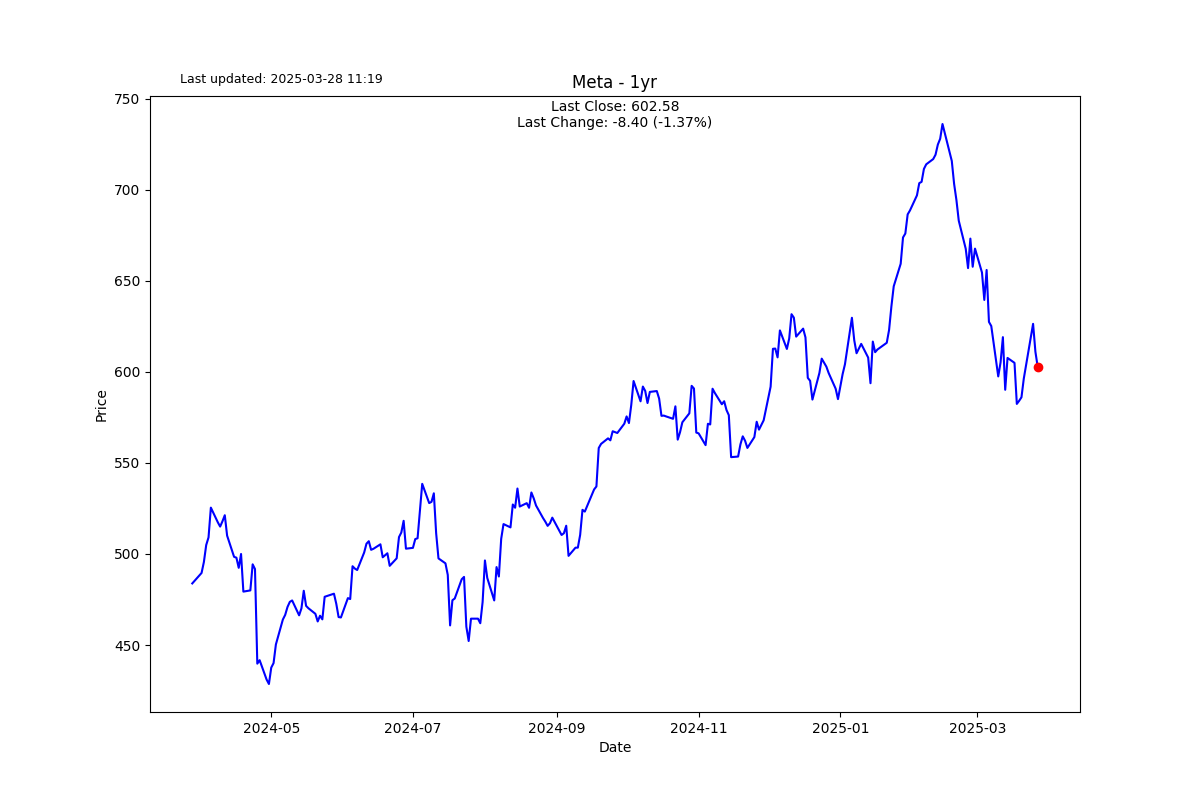 Last updated: 2025-03-28 11:19
Meta - 1yr
Last Close: 602.58
Last Change: -8.40 (-1.37%)
Price
750
700
650
600
550
500
450
2024-05
2024-07
2024-09
2024-11
2025-01
2025-03
Date